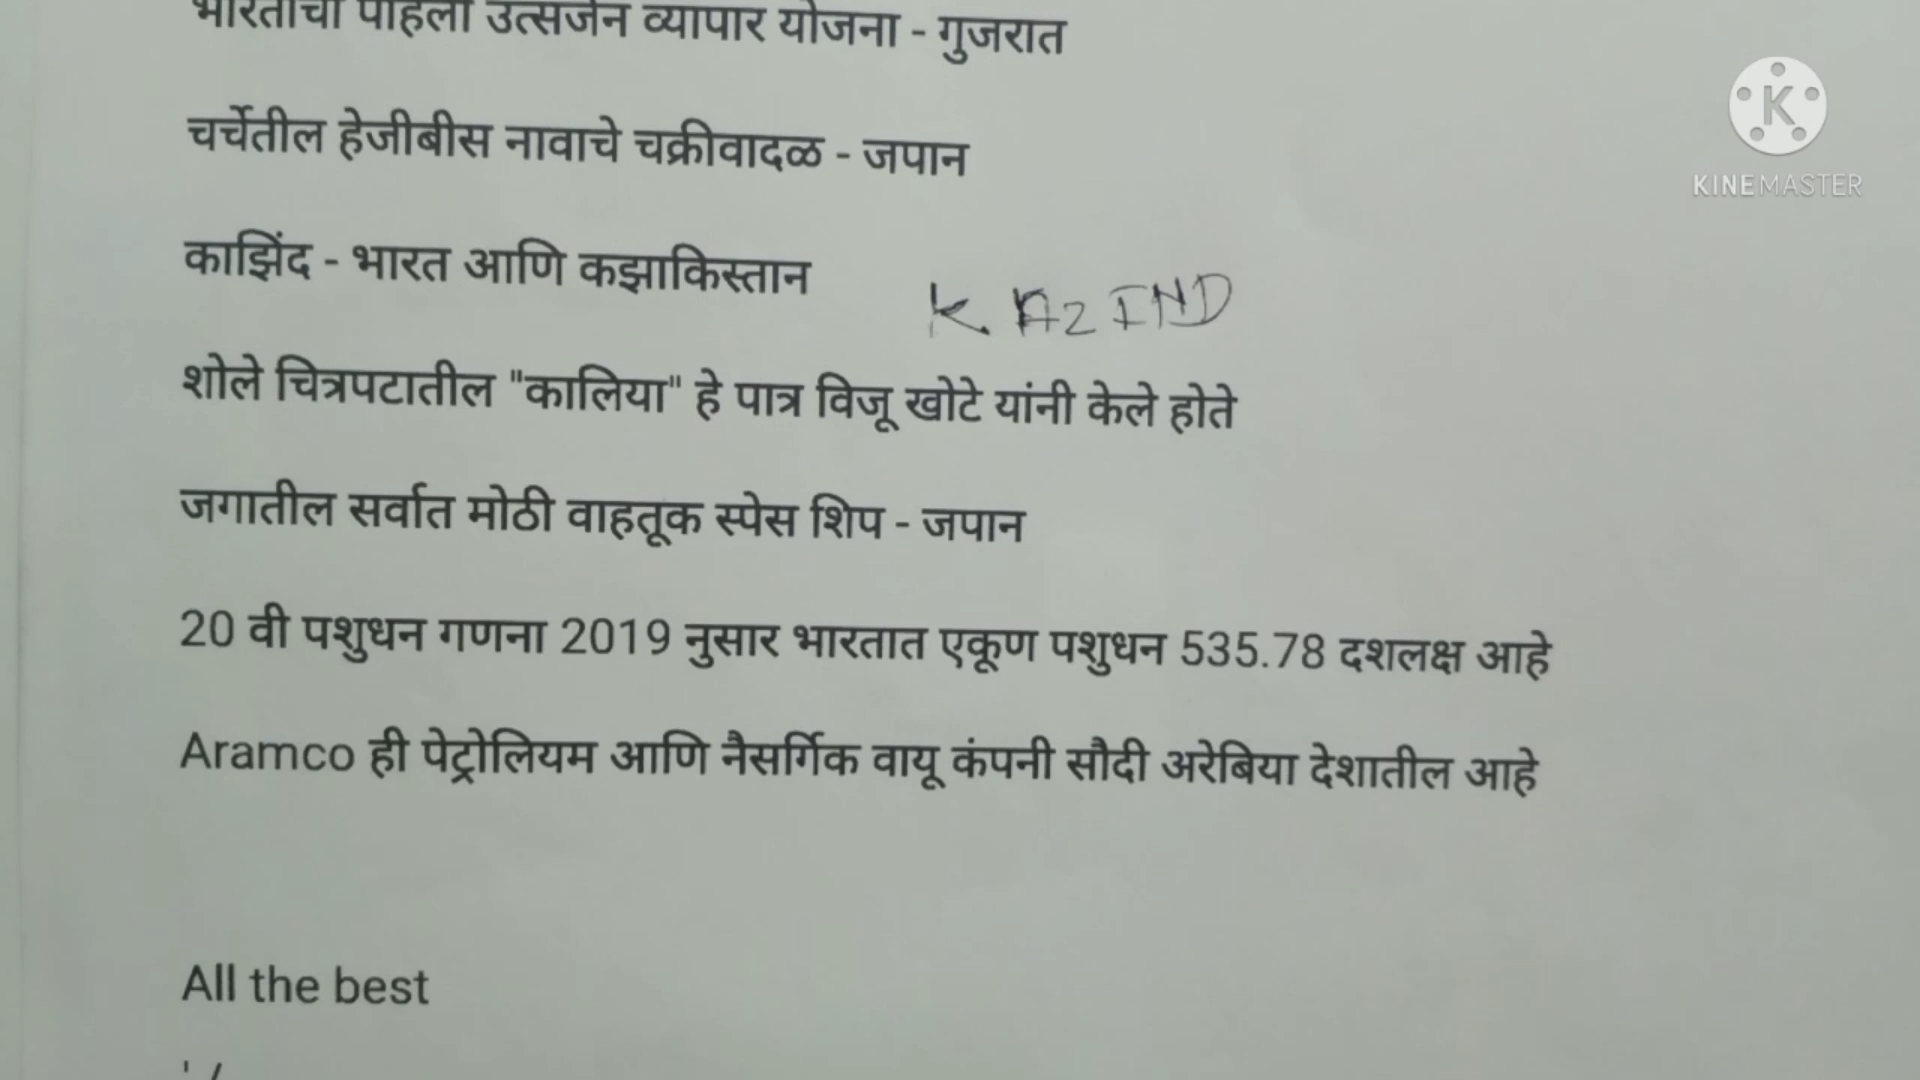 भारताची पहिली उत्सर्जन व्यापार योजना - गुजरात
चर्चेतील हेजीबीस नावाचे चक्रीवादळ - जपान
काझिंद - भारत आणि कझाकिस्तान
K AZIND
शोले चित्रपटातील "कालिया" हे पात्र विजू खोटे यांनी केले होते
जगातील सर्वात मोठी वाहतूक स्पेस शिप - जपान
20 वी पशुधन गणना 2019 नुसार भारतात एकूण पशुधन 535.78 दशलक्ष आहे
Aramco ही पेट्रोलियम आणि नैसर्गिक वायू कंपनी सौदी अरेबिया देशातील आहे
All the best
K
KINEMASTER